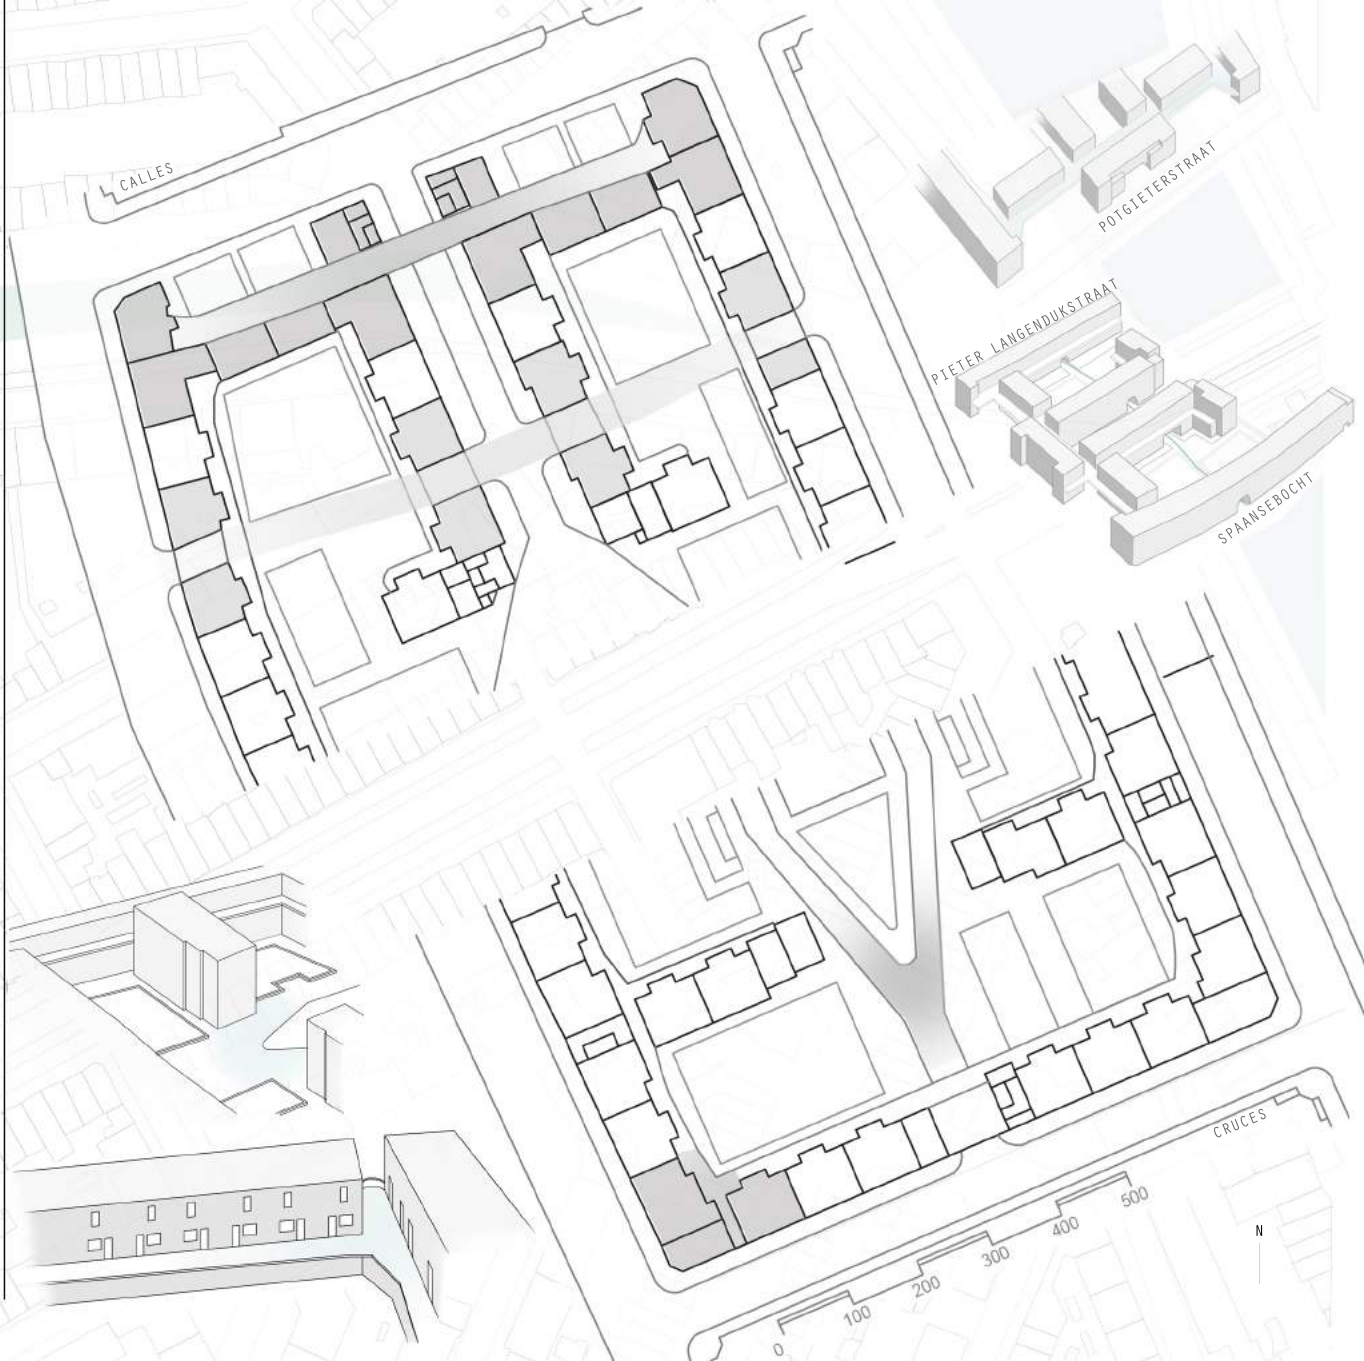 CALLES
POTGIETERSTRAAT
PIETER LANGENDIJKSTRAAT
SPAANSEBOCHT
CRUCES
0
100
200
300
400
500
N